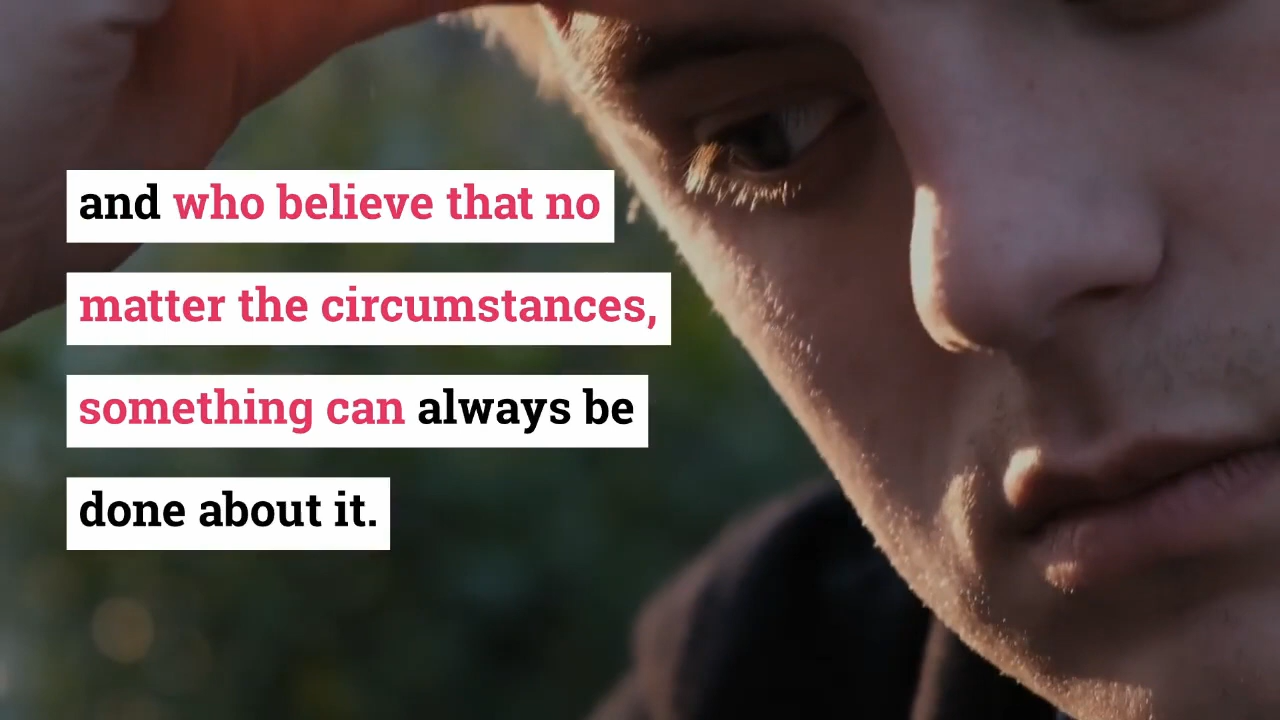 and who believe that no
matter the circumstances,
something can always be
done about it.